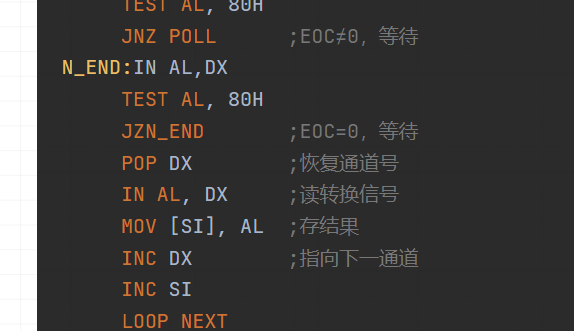 TEST AL, 80H
JNZ POLL ;EOC≠0，等待
N_END:IN AL,DX
TEST AL, 80H
JZN_END ;EOC=0，等待
POP DX ;恢复通道号
IN AL, DX ;读转换信号
MOV [SI], AL ;存结果
INC DX ;指向下一通道
INC SI
LOOP NEXT